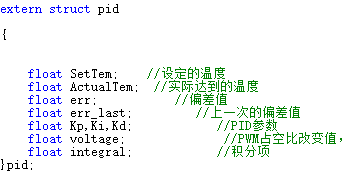 extern struct pid
{
float SetTem; //设定的温度
float ActualTem; //实际达到的温度
float err; //偏差值
float err_last; //上一次的偏差值
float Kp,Ki,Kd; //PID参数
float voltage; //PWM占空比改变值,
float integral; //积分项
}pid;